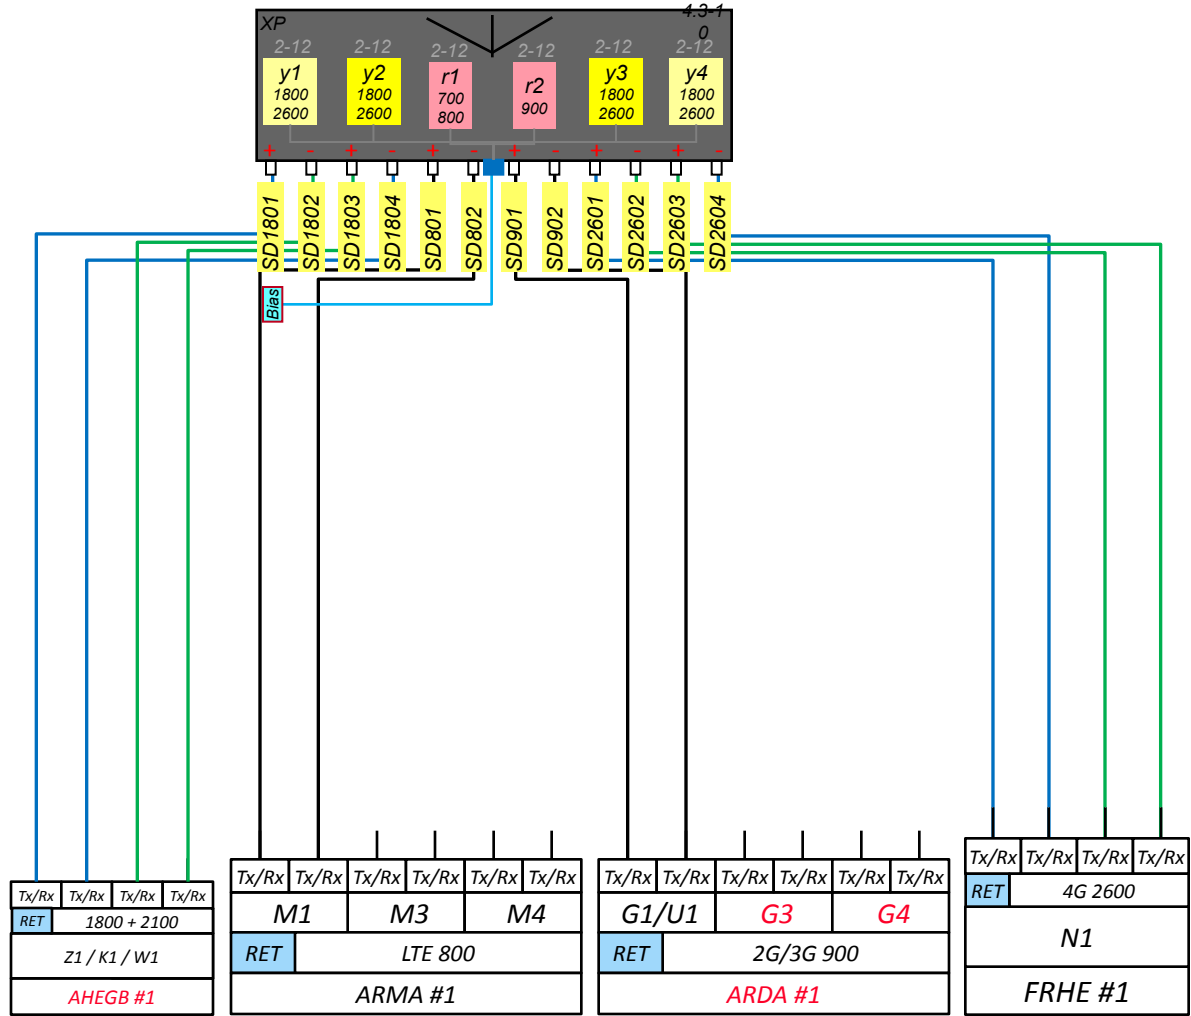 XP
4.3-1
0
2-12 2-12 2-12 2-12 2-12 2-12
y1
1800
2600
y2
1800
2600
r1
700
800
r2
900
y3
1800
2600
y4
1800
2600
+ - + - + - + - + - + -
SD1801
SD1802
SD1803
SD1804
SD801
SD802
SD901
SD902
SD2601
SD2602
SD2603
SD2604
Bias
Tx/Rx Tx/Rx Tx/Rx Tx/Rx
RET 1800 + 2100
Z1 / K1 / W1
AHEGB #1
Tx/Rx Tx/Rx Tx/Rx Tx/Rx Tx/Rx Tx/Rx
M1 M3 M4
RET LTE 800
ARMA #1
Tx/Rx Tx/Rx Tx/Rx Tx/Rx Tx/Rx Tx/Rx
G1/U1 G3 G4
RET 2G/3G 900
ARDA #1
Tx/Rx Tx/Rx Tx/Rx Tx/Rx
RET 4G 2600
N1
FRHE #1